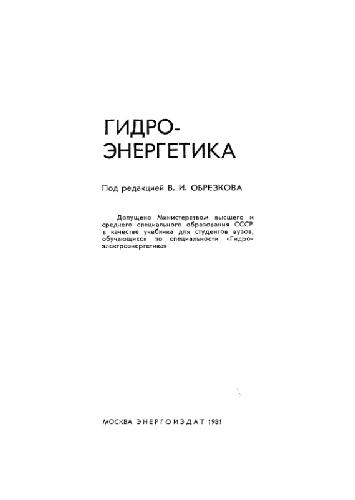 ГИДРО-
ЭНЕРГЕТИКА
Под редакцией В. И. ОБРЕЗКОВА
Допущено Министерством высшего и
среднего специального образования СССР
в качестве учебника для студентов вузов,
обучающихся по специальности «Гидро-
электроэнергетика»
МОСКВА ЭНЕРГОИЗДАТ 1981